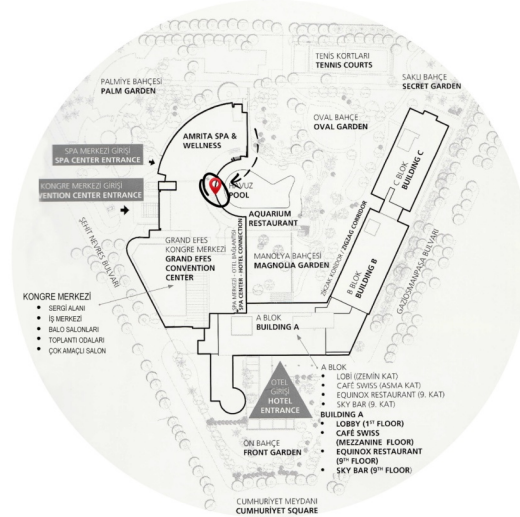 TENİS KORTLARI
TENNIS COURTS
PALMİYE BAHÇESİ
PALM GARDEN
SAKLI BAHÇE
SECRET GARDEN
OVAL BAHÇE
OVAL GARDEN
AMRITA SPA &
WELLNESS
SPA MERKEZİ GİRİŞİ
SPA CENTER ENTRANCE
KONGRE MERKEZİ GİRİŞİ
VENTION CENTER ENTRANCE
C BLOK
BUILDING C
POOL
AQUARIUM
RESTAURANT
ŞEHİT NEVRES BULVARI
GRAND EFES
KONGRE MERKEZİ
GRAND EFES
CONVENTION
CENTER
SPA MERKEZİ - OTEL BAĞLANTISI
SPA CENTER - HOTEL CONNECTION
MANOLYA BAHÇESİ
MAGNOLIA GARDEN
ZİKZAK KORİDOR / ZIGZAG CORRIDOR
B BLOK
BUILDING B
GAZİOSMANPAŞA BULVARI
KONGRE MERKEZİ
• SERGİ ALANI
• İŞ MERKEZİ
• BALO SALONLARI
• TOPLANTI ODALARI
• ÇOK AMAÇLI SALON
A BLOK
BUILDING A
OTEL
GİRİŞİ
HOTEL
ENTRANCE
A BLOK
• LOBİ (IZEMİN KAT)
• CAFÉ SWISS (ASMA KAT)
• EQUINOX RESTAURANT (9. KAT)
• SKY BAR (9. KAT)
BUILDING A
• LOBBY (1ST FLOOR)
• CAFÉ SWISS
(MEZZANINE FLOOR)
• EQUINOX RESTAURANT
(9TH FLOOR)
• SKY BAR (9TH FLOOR)
ÖN BAHÇE
FRONT GARDEN
CUMHURİYET MEYDANI
CUMHURİYET SQUARE